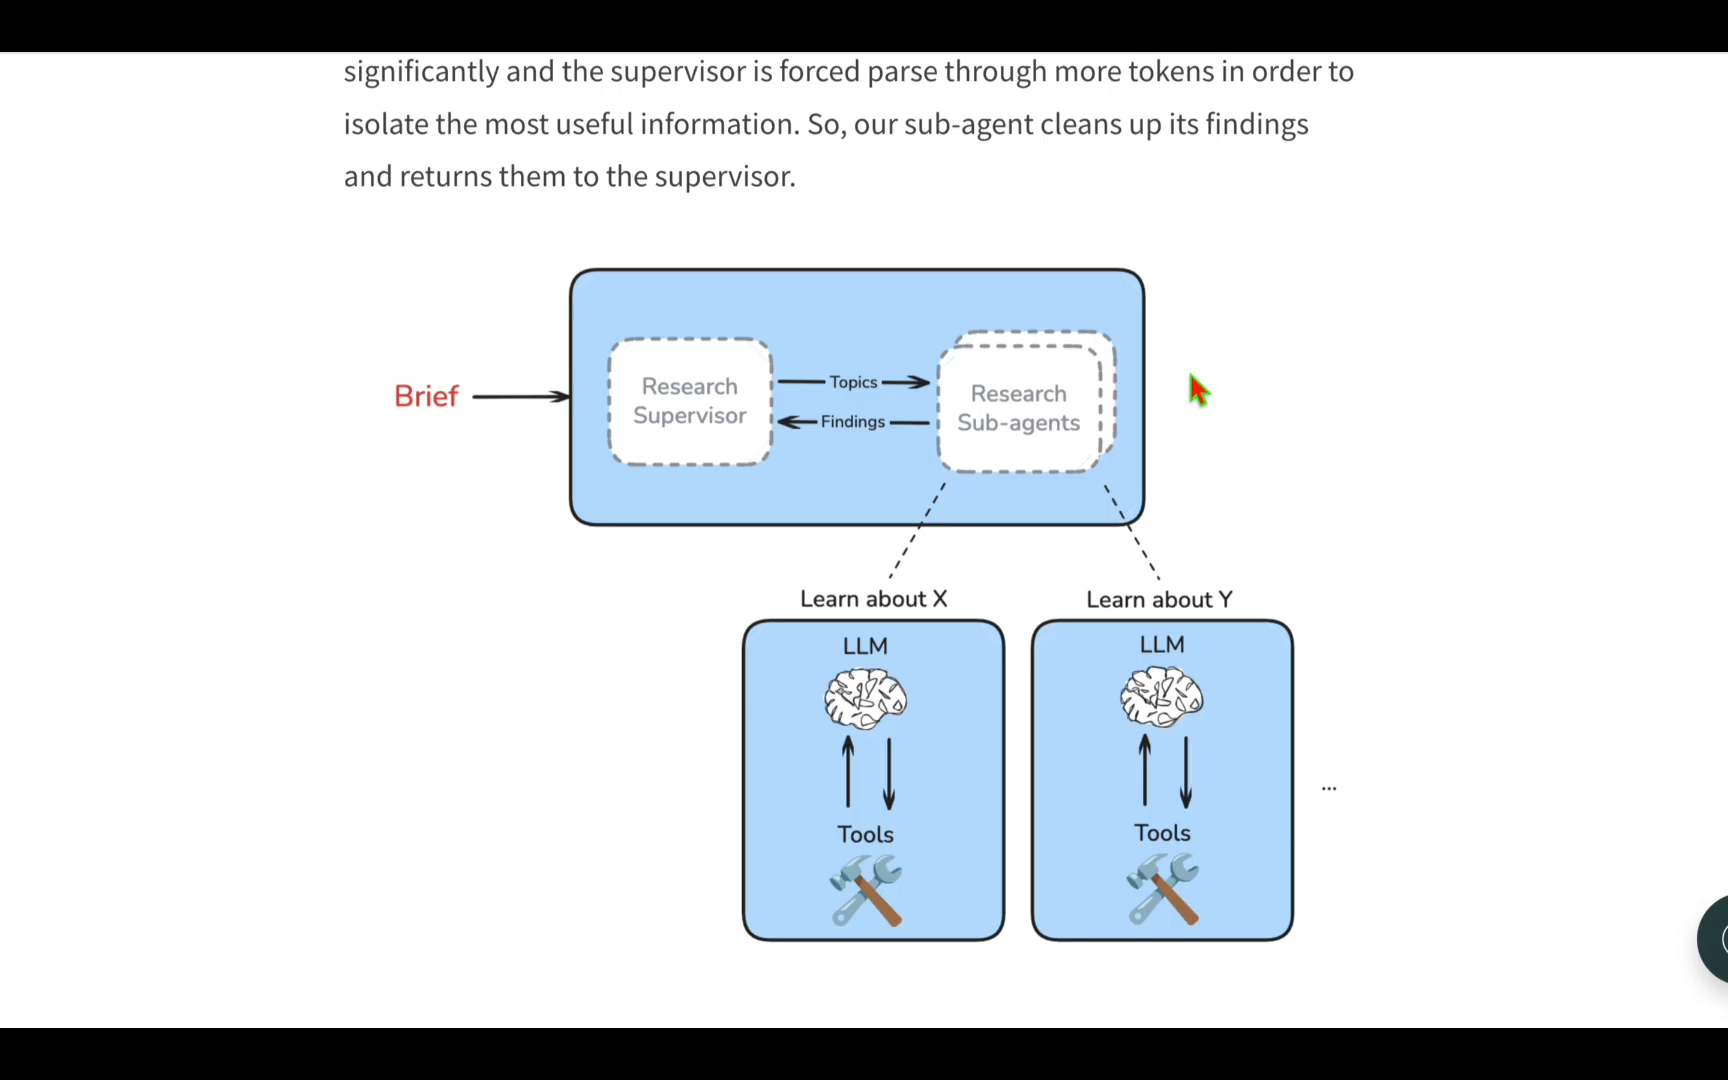 significantly and the supervisor is forced parse through more tokens in order to
isolate the most useful information. So, our sub-agent cleans up its findings
and returns them to the supervisor.
Brief
Research
Supervisor
Topics
Findings
Research
Sub-agents
Learn about X
Learn about Y
LLM
LLM
Tools
Tools
...